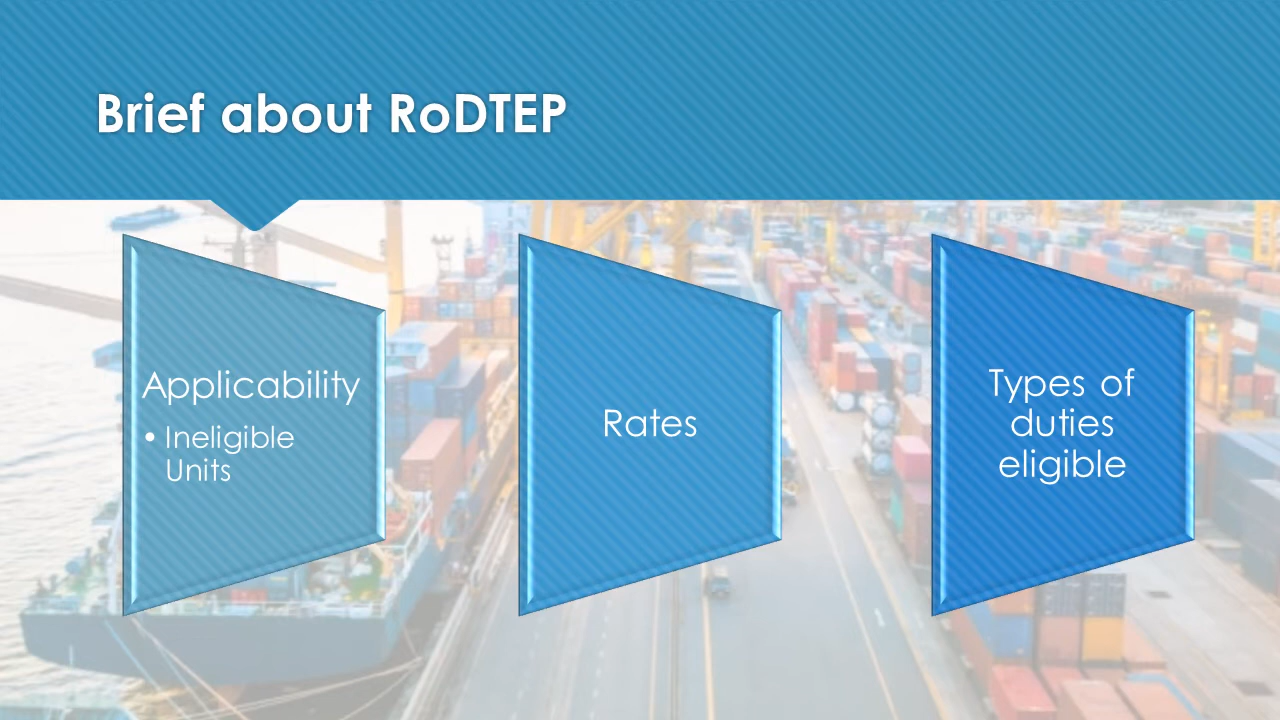 Brief about RoDTEP
Applicability
• Ineligible
Units
Rates
Types of
duties
eligible